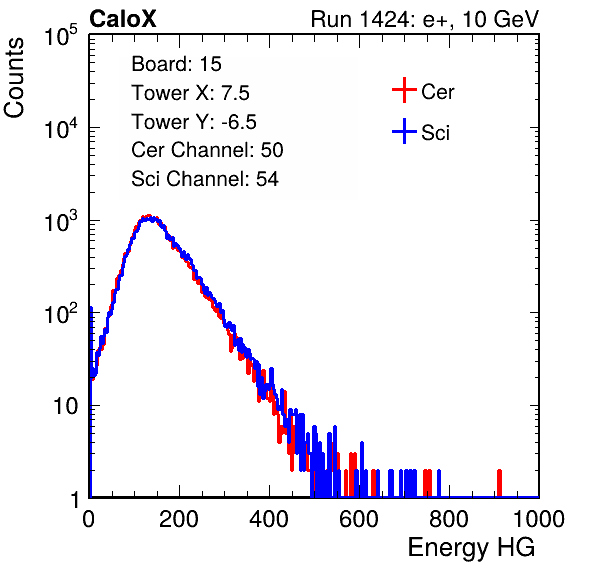 CaloX Run 1424: e+, 10 GeV
Counts
Board: 15
Tower X: 7.5
Tower Y: -6.5
Cer Channel: 50
Sci Channel: 54
Cer
Sci
10^5
10^4
10^3
10^2
10
1
0 200 400 600 800 1000
Energy HG